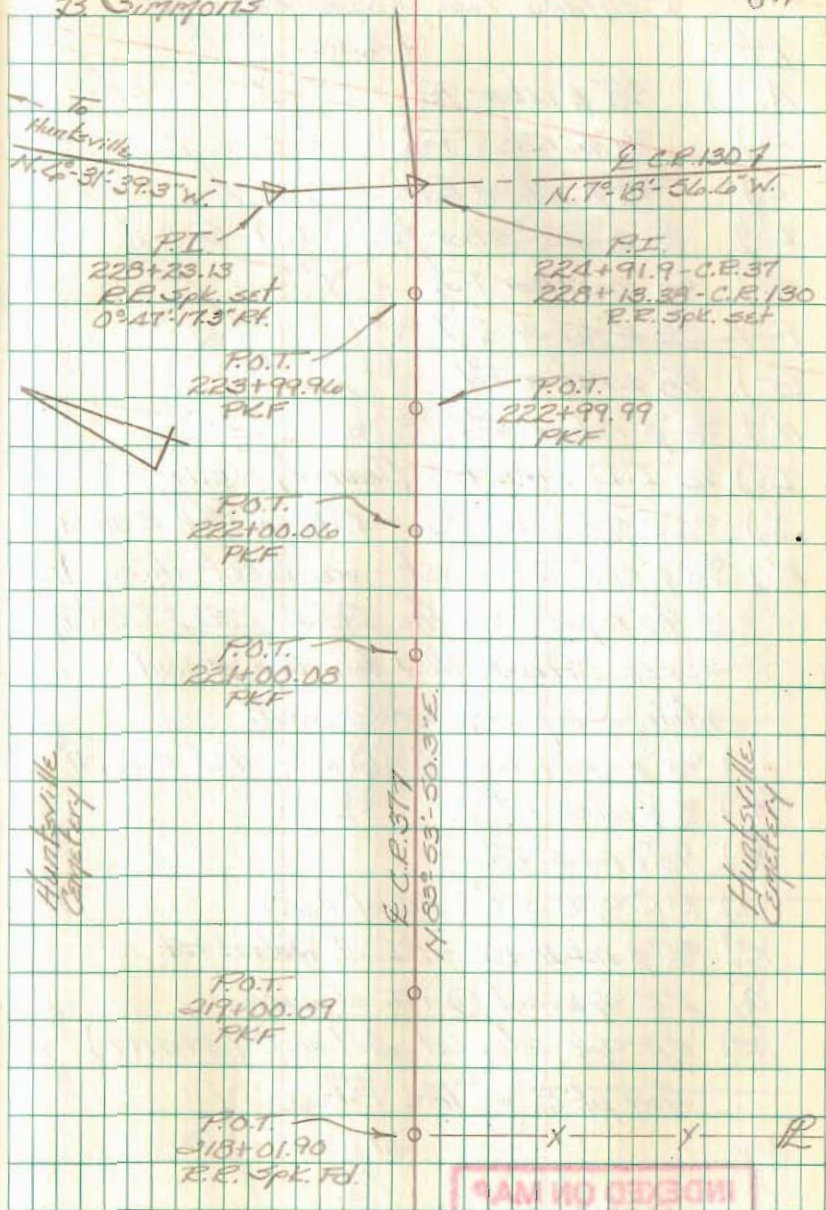 B. Simmons
To
Huntsville
N. 6°-31'-39.3" W.
℄ C.R. 130
N. 7°-18'-56.6" W.
P.I.
228+23.13
R.R. Spk. set
0°-47'-17.3" Rt.
P.I.
224+91.9 - C.R. 37
228+13.38 - C.R. 130
R.R. Spk. set
P.O.T.
223+99.96
PKF
P.O.T.
222+99.99
PKF
P.O.T.
222+00.06
PKF
P.O.T.
221+00.08
PKF
℄ C.R. 37
N. 83°-53'-50.3" E.
Huntsville
Cemetery
Huntsville
Cemetery
P.O.T.
219+00.09
PKF
P.O.T.
218+01.90
R.R. Spk. Fd.
X X ⅊
INDEXED ON MAP